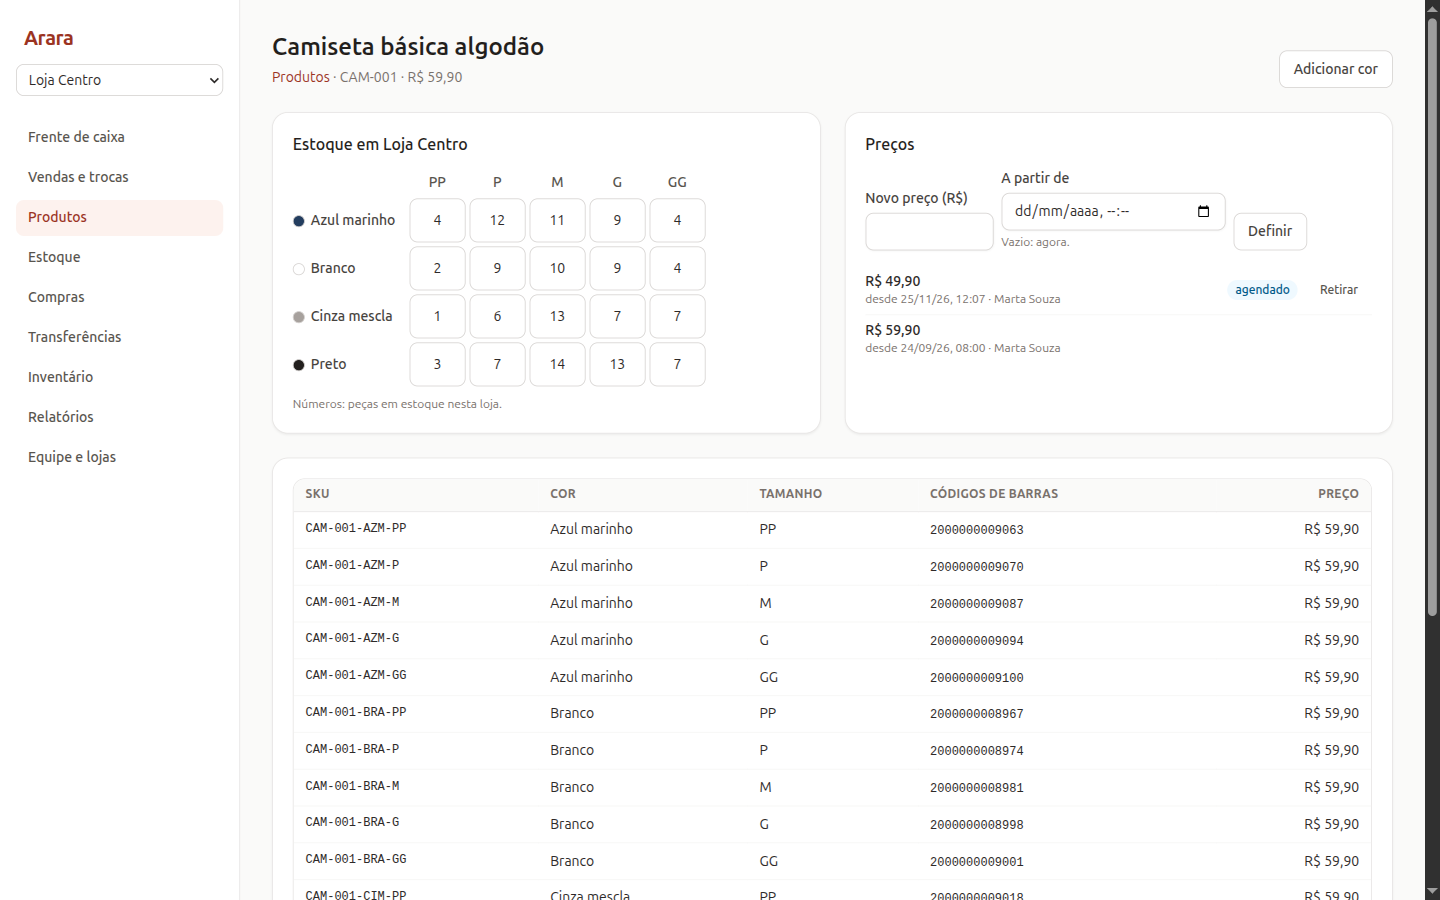 Arara
Loja Centro
Frente de caixa
Vendas e trocas
Produtos
Estoque
Compras
Transferências
Inventário
Relatórios
Equipe e lojas
Camiseta básica algodão
Produtos · CAM-001 · R$ 59,90
Adicionar cor
Estoque em Loja Centro
PP P M G GG
Azul marinho 4 12 11 9 4
Branco 2 9 10 9 4
Cinza mescla 1 6 13 7 7
Preto 3 7 14 13 7
Números: peças em estoque nesta loja.
Preços
Novo preço (R$)
A partir de
dd/mm/aaaa, --:--
Vazio: agora.
Definir
R$ 49,90
desde 25/11/26, 12:07 · Marta Souza
agendado
Retirar
R$ 59,90
desde 24/09/26, 08:00 · Marta Souza
SKU COR TAMANHO CÓDIGOS DE BARRAS PREÇO
CAM-001-AZM-PP Azul marinho PP 2000000009063 R$ 59,90
CAM-001-AZM-P Azul marinho P 2000000009070 R$ 59,90
CAM-001-AZM-M Azul marinho M 2000000009087 R$ 59,90
CAM-001-AZM-G Azul marinho G 2000000009094 R$ 59,90
CAM-001-AZM-GG Azul marinho GG 2000000009100 R$ 59,90
CAM-001-BRA-PP Branco PP 2000000008967 R$ 59,90
CAM-001-BRA-P Branco P 2000000008974 R$ 59,90
CAM-001-BRA-M Branco M 2000000008981 R$ 59,90
CAM-001-BRA-G Branco G 2000000008998 R$ 59,90
CAM-001-BRA-GG Branco GG 2000000009001 R$ 59,90
CAM-001-CIM-PP Cinza mescla PP 2000000009018 R$ 59,90